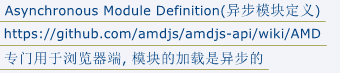 Asynchronous Module Definition(异步模块定义)
https://github.com/amdjs/amdjs-api/wiki/AMD
专门用于浏览器端, 模块的加载是异步的